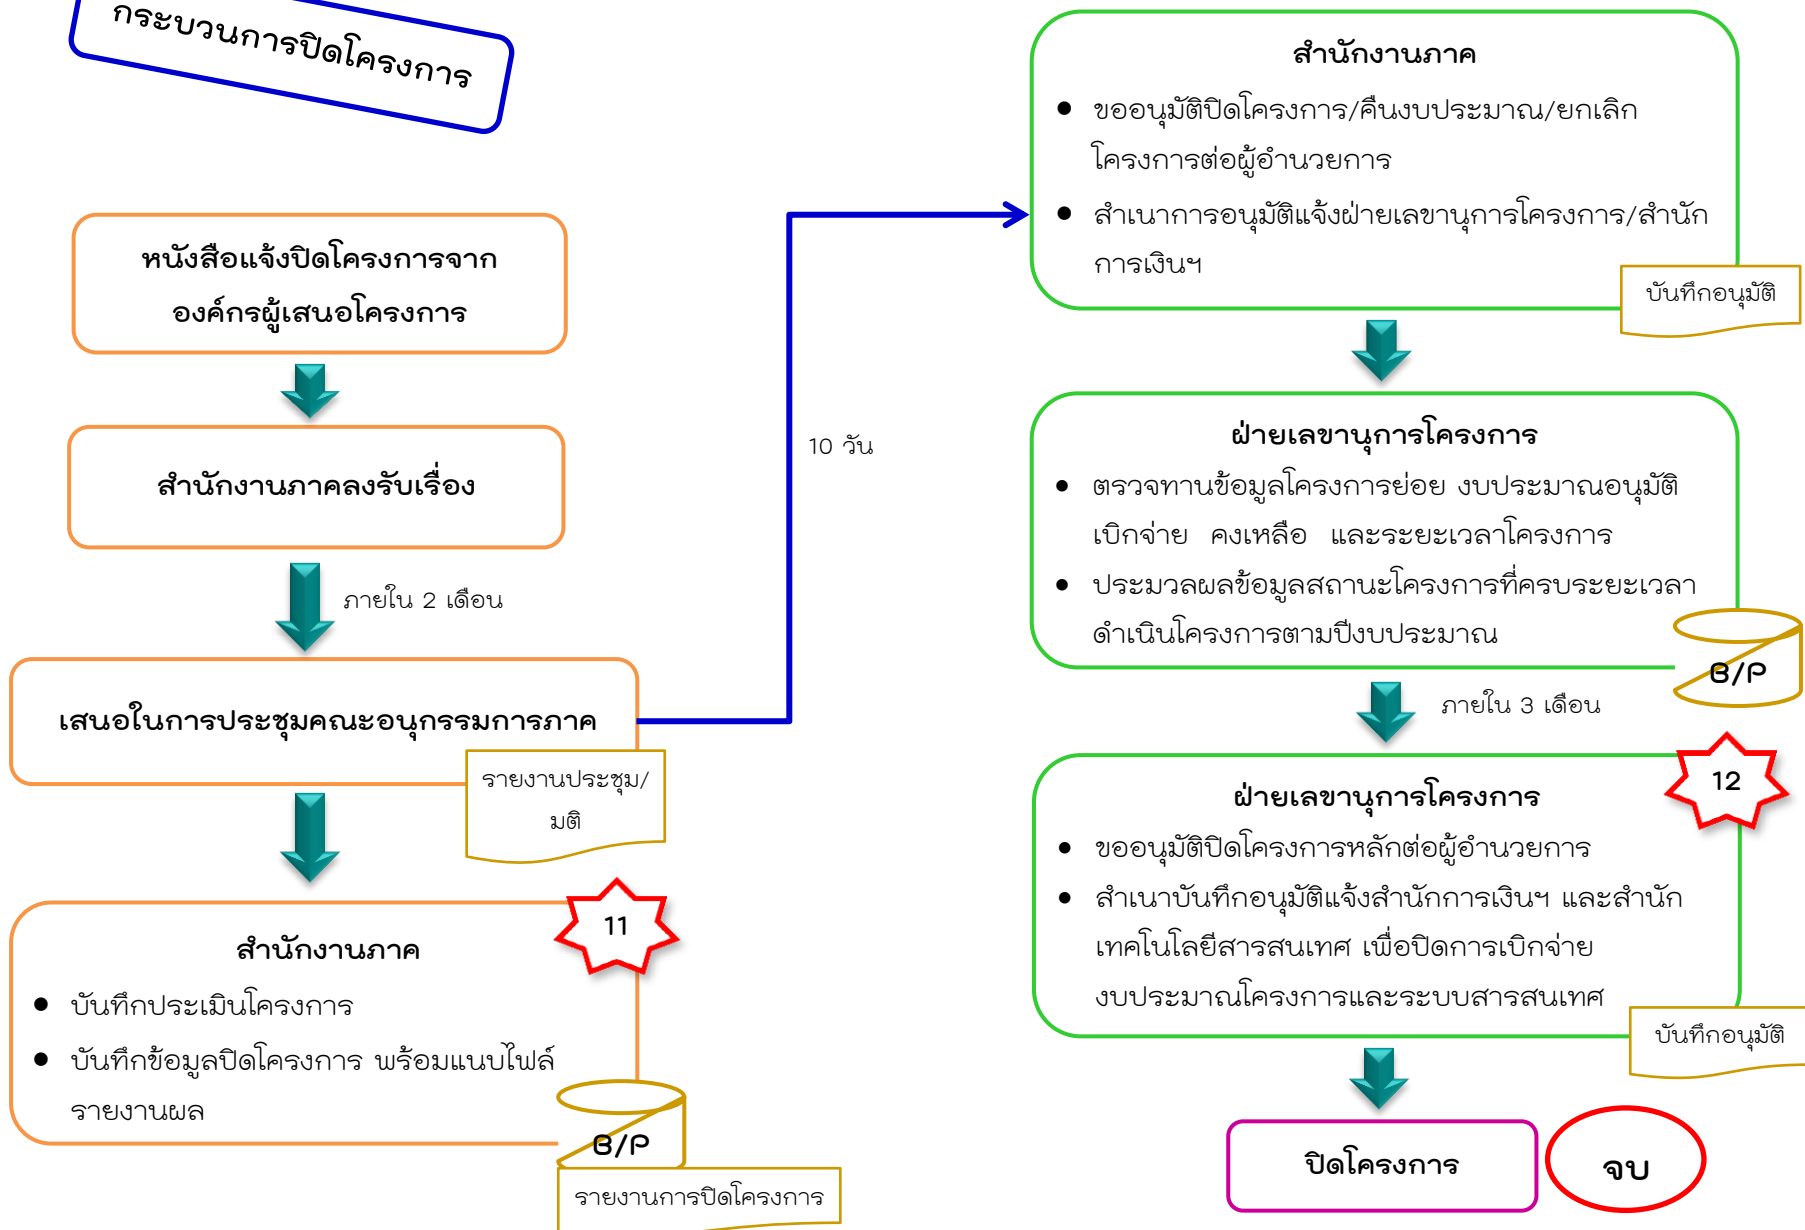 กระบวนการปิดโครงการ
หนังสือแจ้งปิดโครงการจาก
องค์กรผู้เสนอโครงการ
สำนักงานภาคลงรับเรื่อง
ภายใน 2 เดือน
เสนอในการประชุมคณะอนุกรรมการภาค
รายงานประชุม/
มติ
11
สำนักงานภาค
● บันทึกประเมินโครงการ
● บันทึกข้อมูลปิดโครงการ พร้อมแนบไฟล์
รายงานผล
B/P
รายงานการปิดโครงการ
10 วัน
สำนักงานภาค
● ขออนุมัติปิดโครงการ/คืนงบประมาณ/ยกเลิก
โครงการต่อผู้อำนวยการ
● สำเนาการอนุมัติแจ้งฝ่ายเลขานุการโครงการ/สำนัก
การเงินฯ
บันทึกอนุมัติ
ฝ่ายเลขานุการโครงการ
● ตรวจทานข้อมูลโครงการย่อย งบประมาณอนุมัติ
เบิกจ่าย คงเหลือ และระยะเวลาโครงการ
● ประมวลผลข้อมูลสถานะโครงการที่ครบระยะเวลา
ดำเนินโครงการตามปีงบประมาณ
B/P
ภายใน 3 เดือน
12
ฝ่ายเลขานุการโครงการ
● ขออนุมัติปิดโครงการหลักต่อผู้อำนวยการ
● สำเนาบันทึกอนุมัติแจ้งสำนักการเงินฯ และสำนัก
เทคโนโลยีสารสนเทศ เพื่อปิดการเบิกจ่าย
งบประมาณโครงการและระบบสารสนเทศ
บันทึกอนุมัติ
ปิดโครงการ
จบ